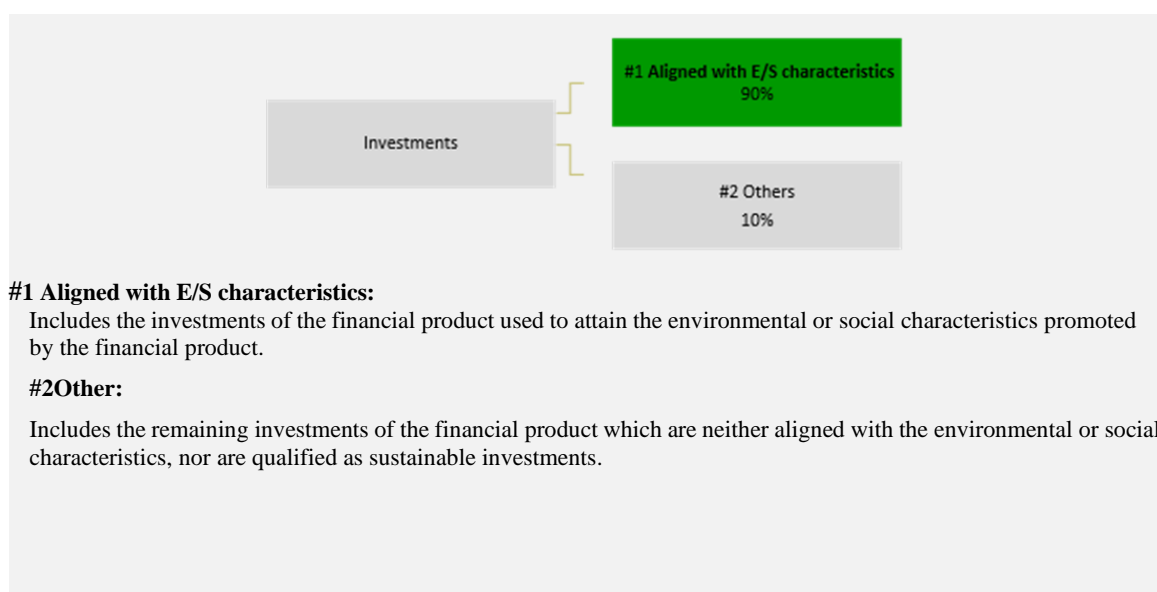 #1 Aligned with E/S characteristics
90%
Investments
#2 Others
10%
#1 Aligned with E/S characteristics:
Includes the investments of the financial product used to attain the environmental or social characteristics promoted
by the financial product.
#2Other:
Includes the remaining investments of the financial product which are neither aligned with the environmental or social
characteristics, nor are qualified as sustainable investments.